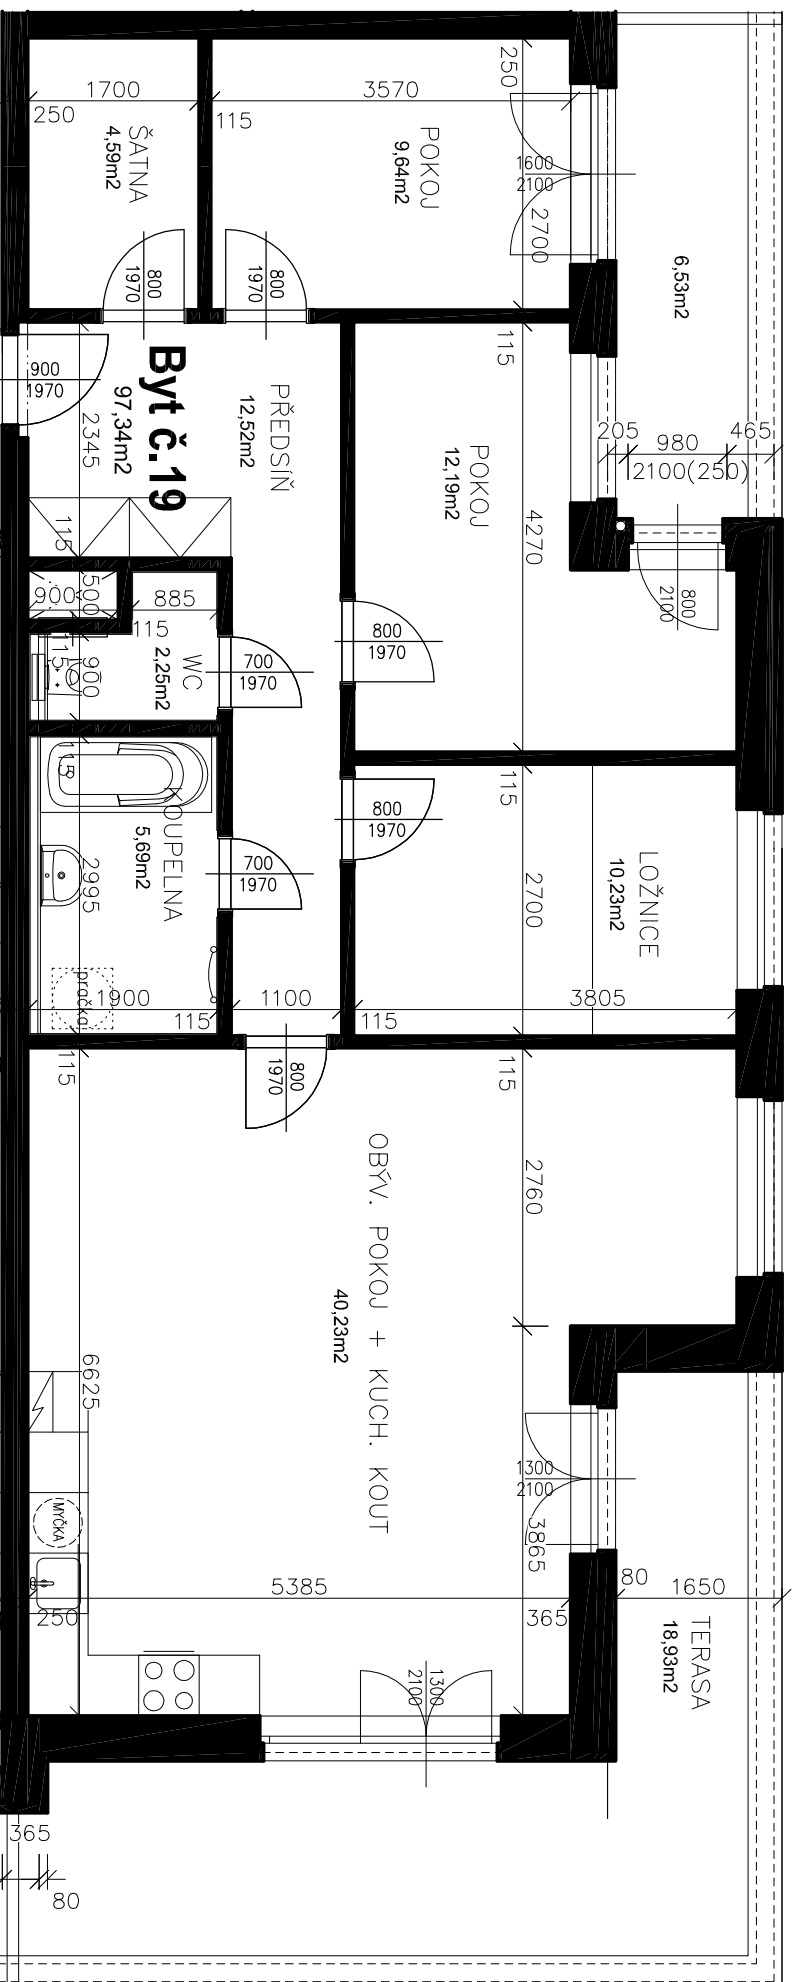 250
1700
3570
250
115
ŠATNA
4,59m2
POKOJ
9,64m2
1600
2100
2700
6,53m2
800
1970
800
1970
900
1970
Byt č.19
97,34m2
2345
PŘEDSÍŇ
12,52m2
115
POKOJ
12,19m2
4270
205
980
465
2100(250)
800
2100
115
500
900
885
115
115
900
WC
2,25m2
700
1970
800
1970
115
KOUPELNA
5,69m2
2995
700
1970
800
1970
115
2700
LOŽNICE
10,23m2
pračka
1900
115
1100
115
3805
115
800
1970
115
2760
OBÝV. POKOJ + KUCH. KOUT
40,23m2
6625
1300
2100
3865
MYČKA
250
5385
365
80
1650
TERASA
18,93m2
1300
2100
365
80